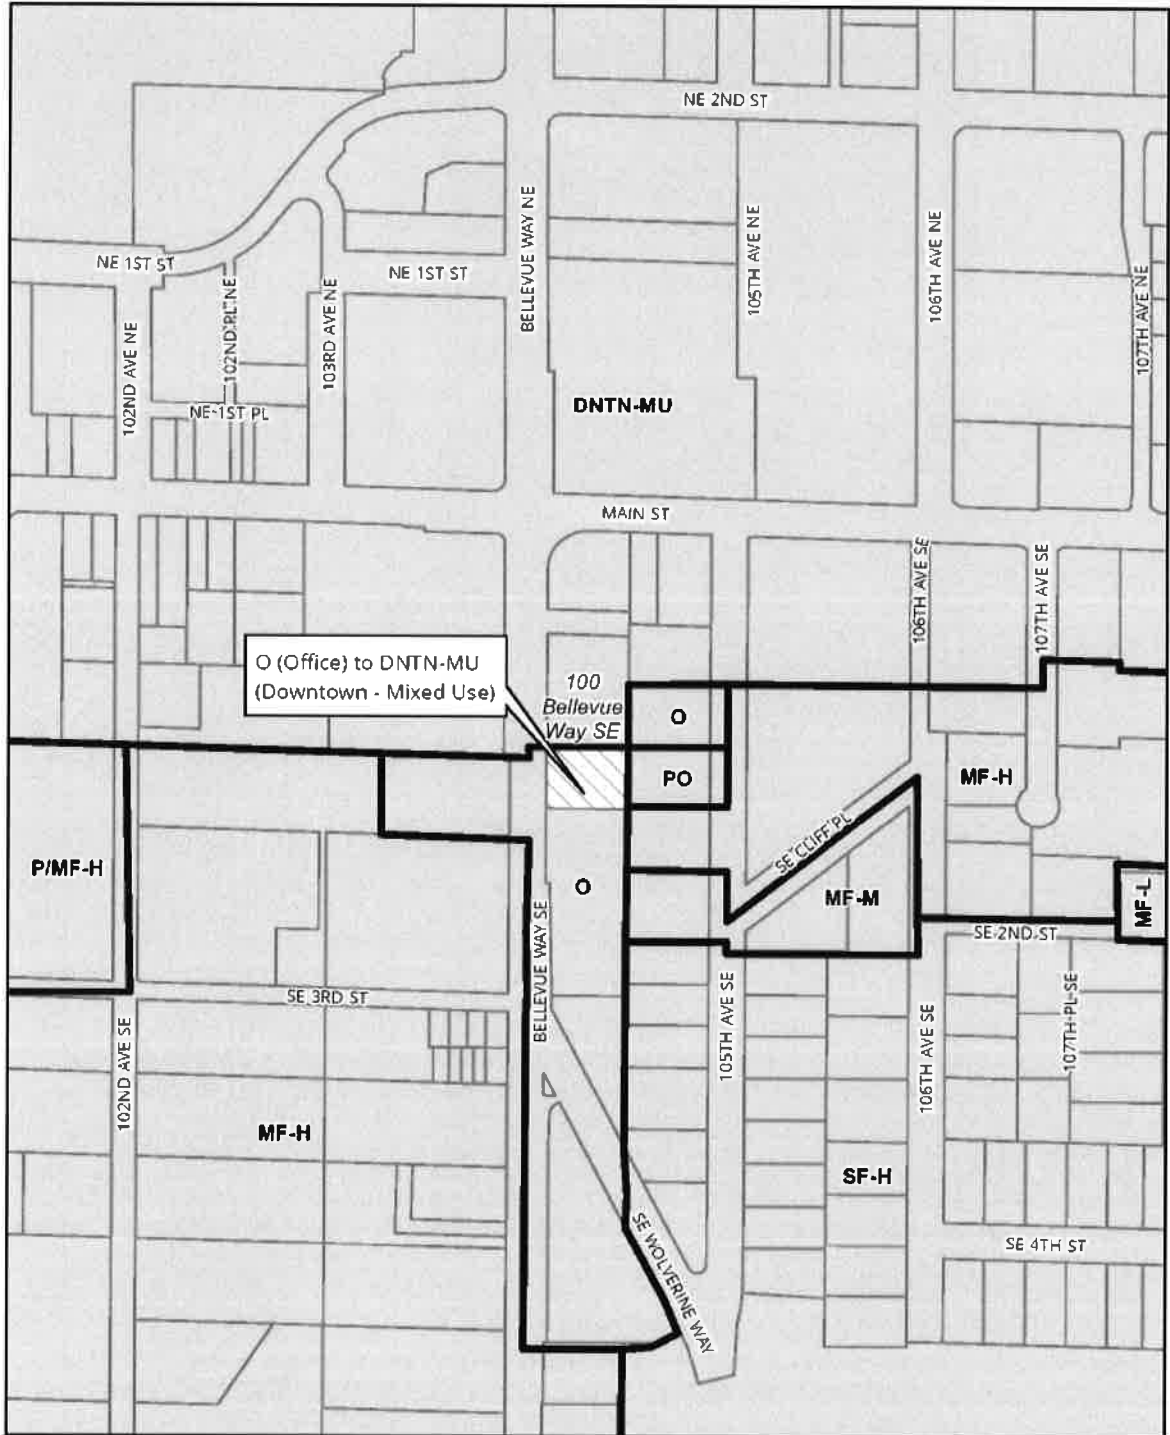 NE 2ND ST
BELLEVUE WAY NE
105TH AVE NE
106TH AVE NE
107TH AVE NE
NE 1ST ST
NE 1ST ST
102ND PL NE
103RD AVE NE
102ND AVE NE
NE 1ST PL
DNTN-MU
MAIN ST
106TH AVE SE
107TH AVE SE
O (Office) to DNTN-MU
(Downtown - Mixed Use)
100
Bellevue
Way SE
O
PO
MF-H
SE CLIFF PL
P/MF-H
O
MF-M
MF-L
SE 2ND ST
BELLEVUE WAY SE
SE 3RD ST
105TH AVE SE
106TH AVE SE
107TH PL SE
102ND AVE SE
MF-H
SF-H
SE WOLVERINE WAY
SE 4TH ST